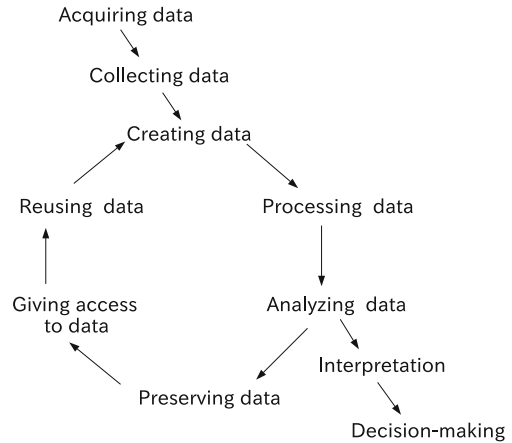 Acquiring data
Collecting data
Creating data
Reusing data
Processing data
Giving access
to data
Analyzing data
Interpretation
Preserving data
Decision-making